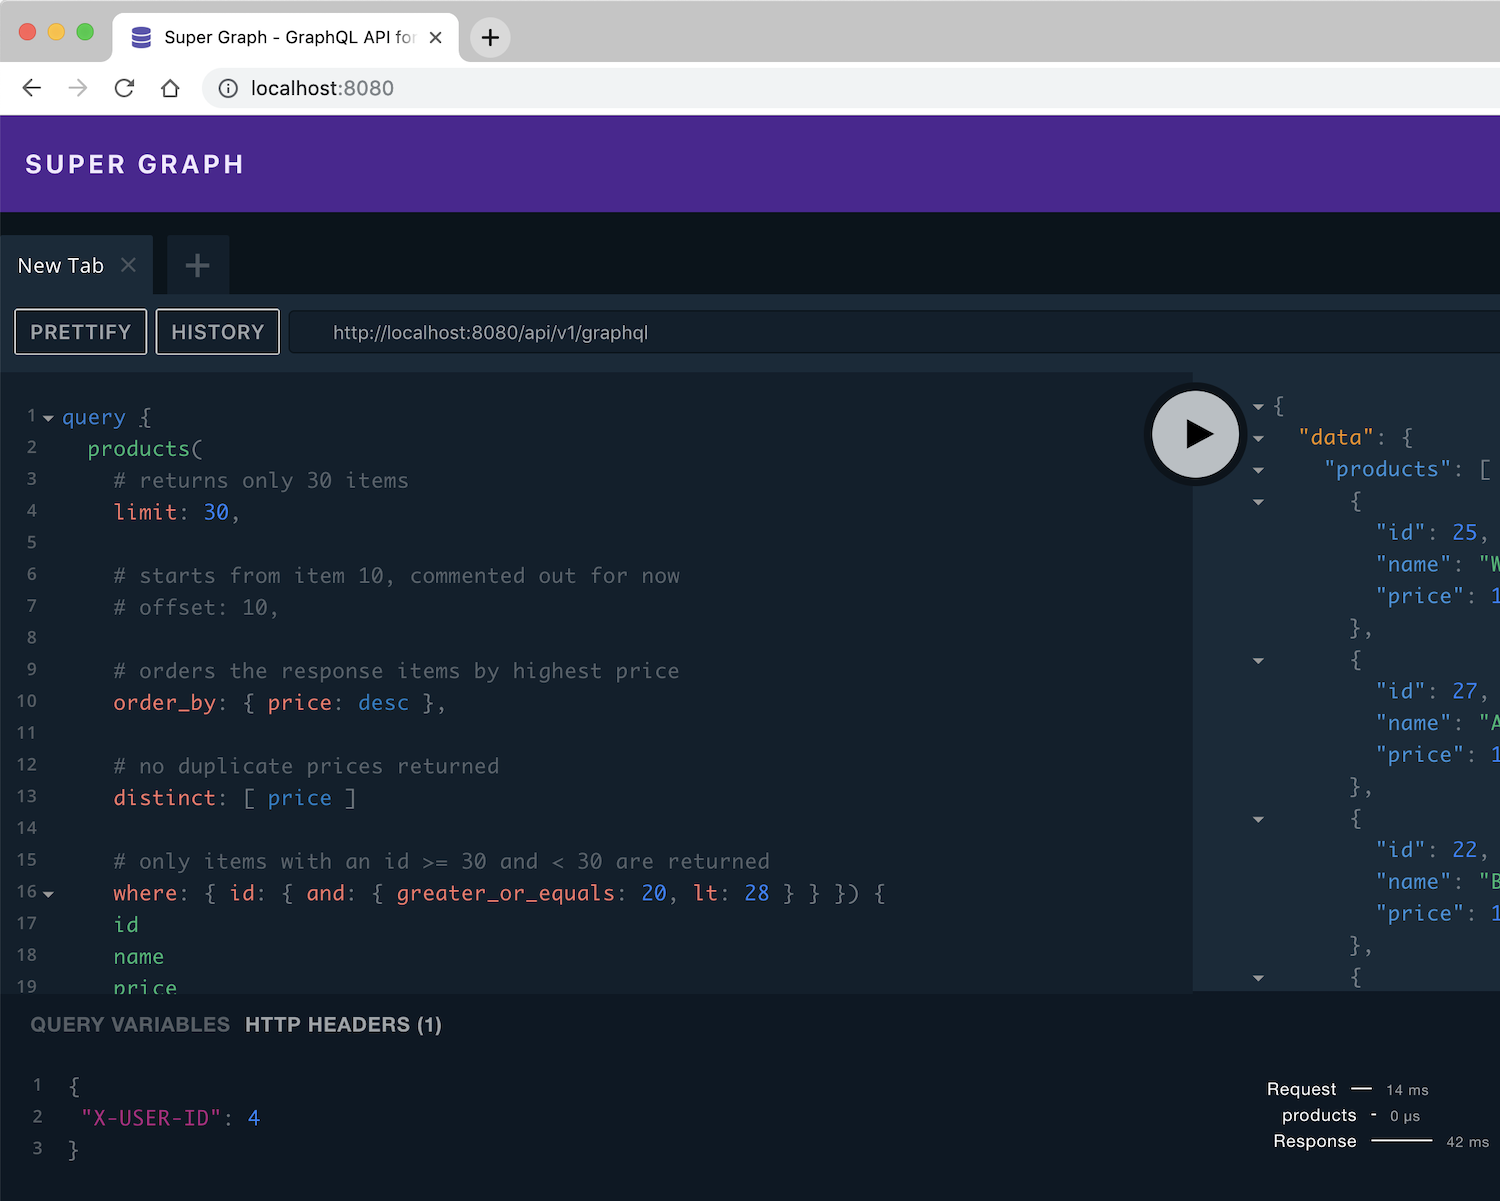 Super Graph - GraphQL API for
localhost:8080
SUPER GRAPH
New Tab
PRETTIFY
HISTORY
http://localhost:8080/api/v1/graphql
1 query {
2 products(
3 # returns only 30 items
4 limit: 30,
5
6 # starts from item 10, commented out for now
7 # offset: 10,
8
9 # orders the response items by highest price
10 order_by: { price: desc },
11
12 # no duplicate prices returned
13 distinct: [ price ]
14
15 # only items with an id >= 30 and < 30 are returned
16 where: { id: { and: { greater_or_equals: 20, lt: 28 } } }) {
17 id
18 name
19 price
{
"data": {
"products": [
{
"id": 25,
"name": "W
"price": 1
},
{
"id": 27,
"name": "A
"price": 1
},
{
"id": 22,
"name": "B
"price": 1
},
{
QUERY VARIABLES HTTP HEADERS (1)
1 {
2 "X-USER-ID": 4
3 }
Request 14 ms
products 0 µs
Response 42 ms